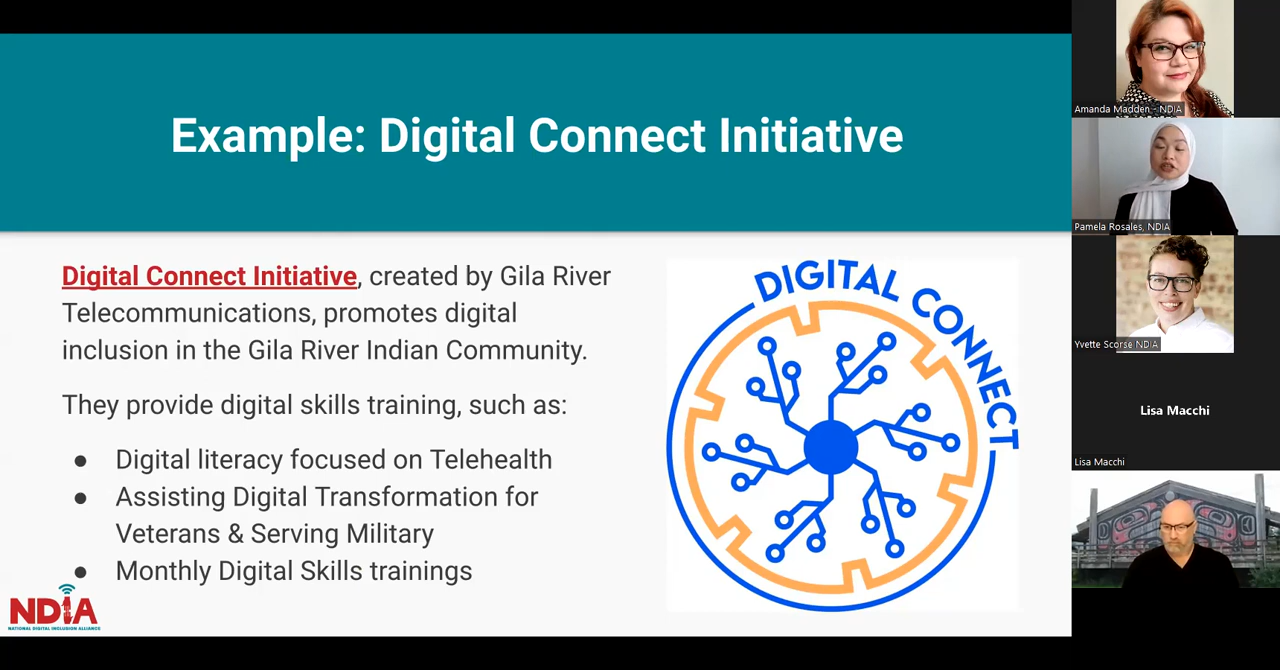 Example: Digital Connect Initiative
Digital Connect Initiative, created by Gila River
Telecommunications, promotes digital
inclusion in the Gila River Indian Community.
They provide digital skills training, such as:
● Digital literacy focused on Telehealth
● Assisting Digital Transformation for
Veterans & Serving Military
● Monthly Digital Skills trainings
DIGITAL CONNECT
NDIA
NATIONAL DIGITAL INCLUSION ALLIANCE
Amanda Madden - NDIA
Pamela Rosales, NDIA
Yvette Scorse NDIA
Lisa Macchi
Lisa Macchi